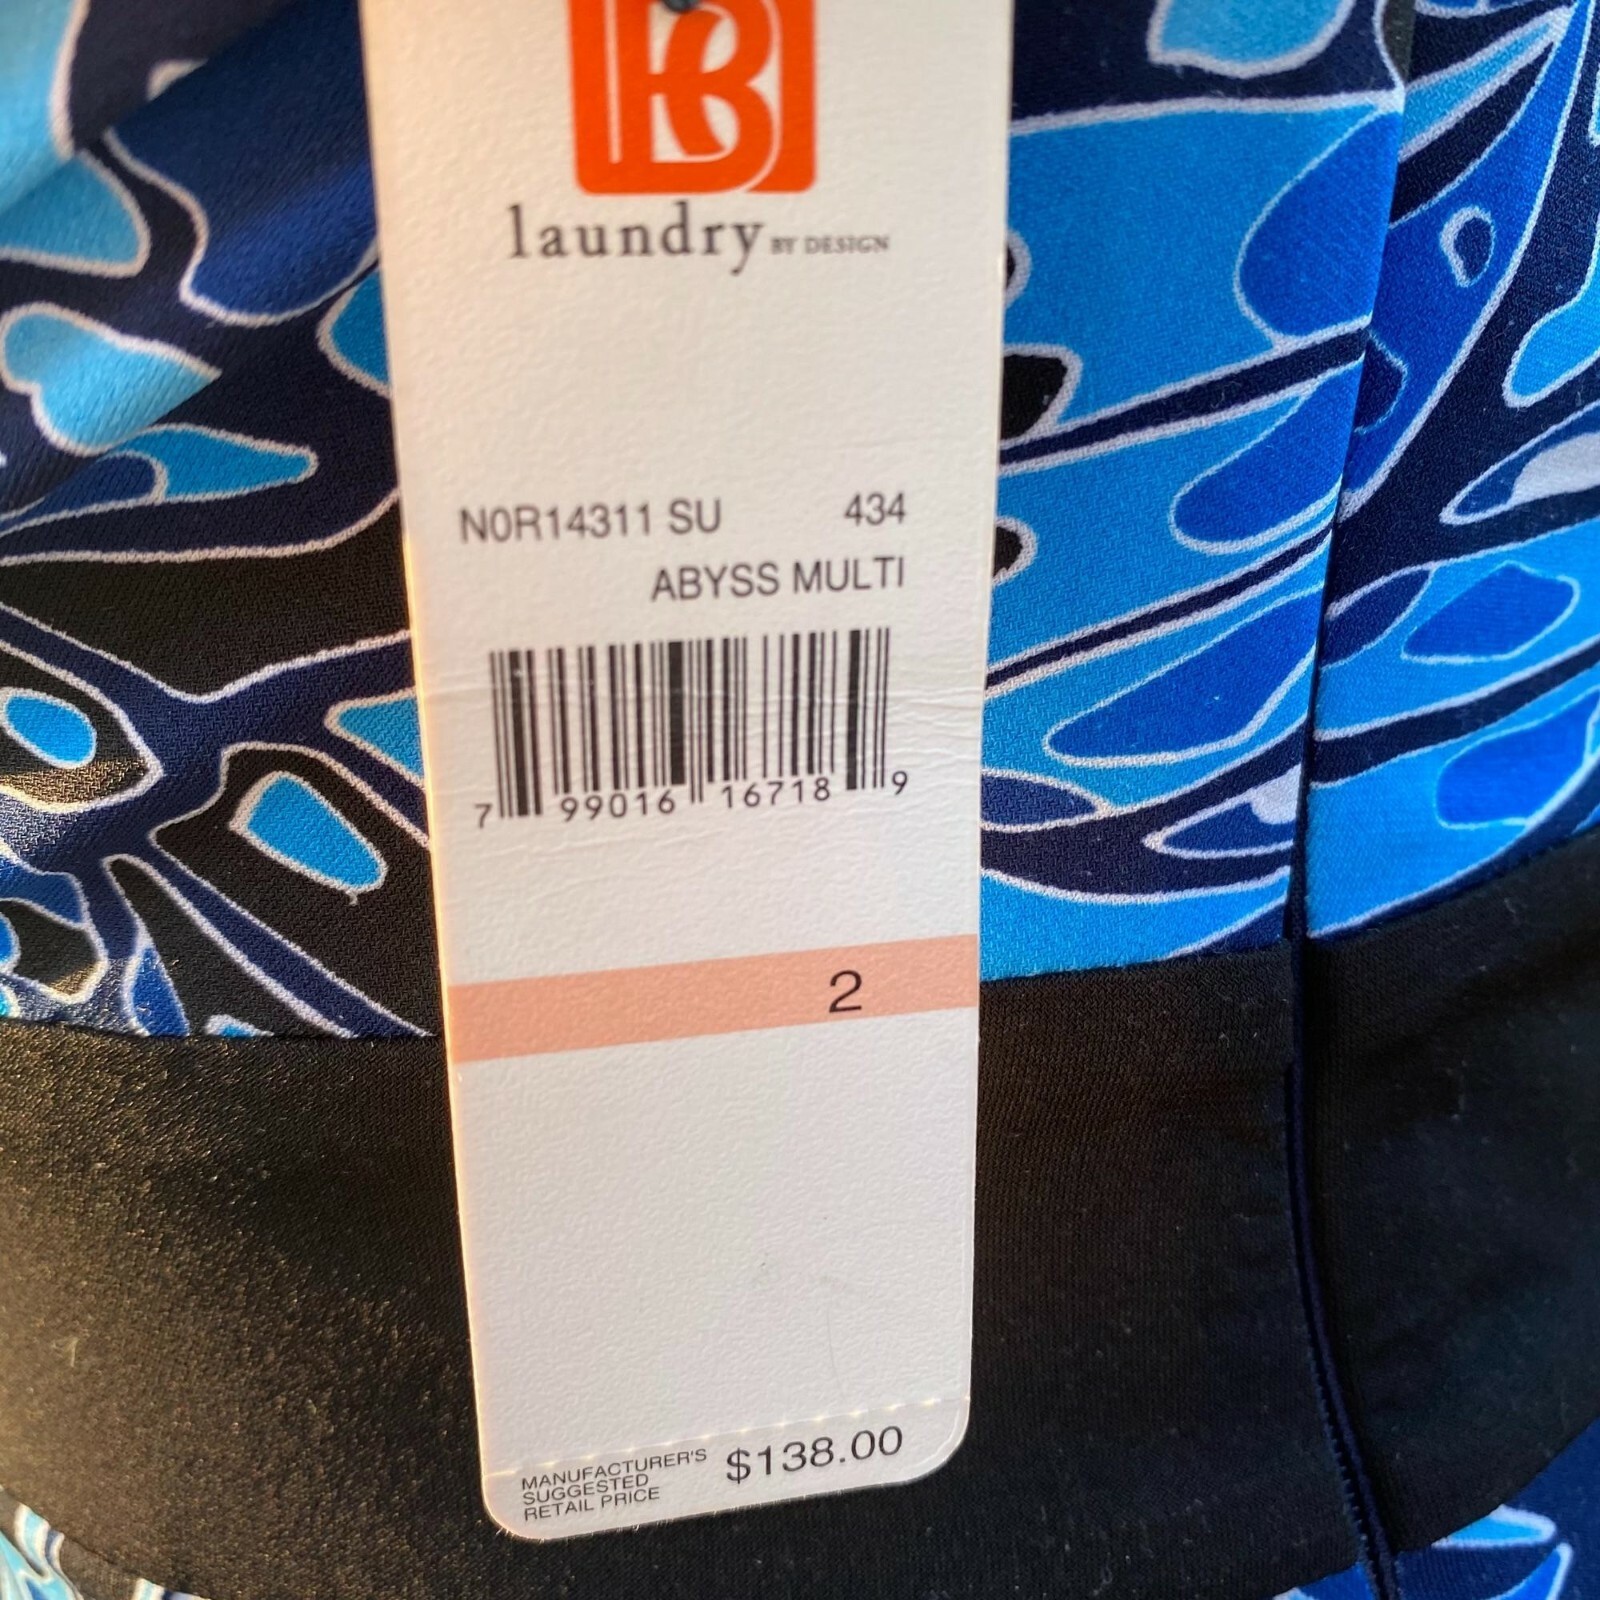 laundry BY DESIGN
N0R14311 SU 434
ABYSS MULTI
7 99016 16718 9
2
MANUFACTURER'S
SUGGESTED
RETAIL PRICE
$138.00